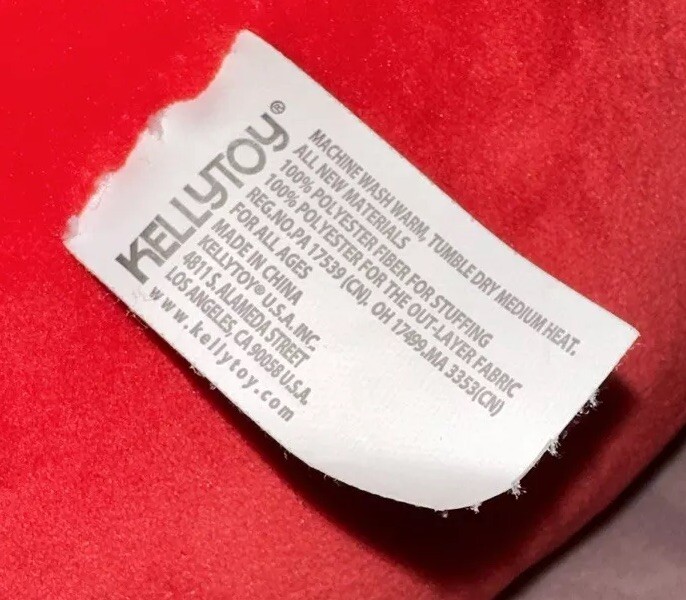 KELLYTOY®
MACHINE WASH WARM, TUMBLE DRY MEDIUM HEAT.
ALL NEW MATERIALS
100% POLYESTER FIBER FOR STUFFING
100% POLYESTER FOR THE OUT-LAYER FABRIC
REG.NO.PA 17539 (CN), OH 17499.MA 3353(CN)
FOR ALL AGES
MADE IN CHINA
KELLYTOY® U.S.A. INC.
4811 S. ALAMEDA STREET
LOS ANGELES, CA 90058 U.S.A.
www.kellytoy.com